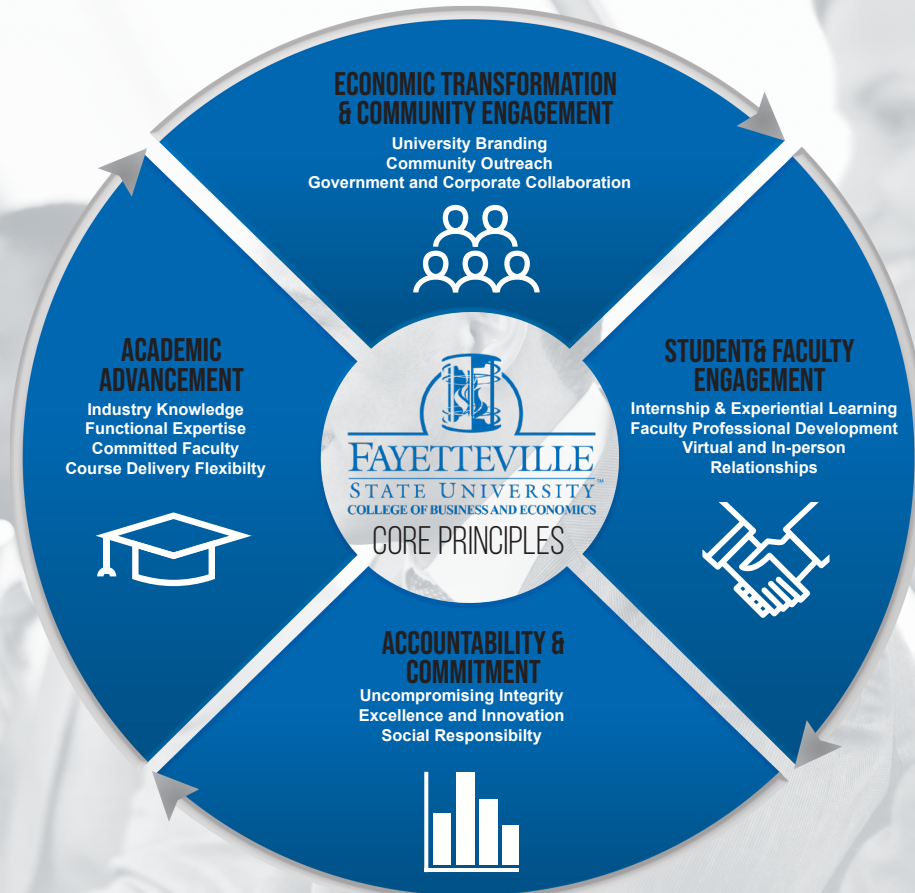 ECONOMIC TRANSFORMATION
& COMMUNITY ENGAGEMENT
University Branding
Community Outreach
Government and Corporate Collaboration
ACADEMIC
ADVANCEMENT
Industry Knowledge
Functional Expertise
Committed Faculty
Course Delivery Flexibilty
FAYETTEVILLE
STATE UNIVERSITY™
COLLEGE OF BUSINESS AND ECONOMICS
CORE PRINCIPLES
STUDENT& FACULTY
ENGAGEMENT
Internship & Experiential Learning
Faculty Professional Development
Virtual and In-person
Relationships
ACCOUNTABILITY &
COMMITMENT
Uncompromising Integrity
Excellence and Innovation
Social Responsibilty